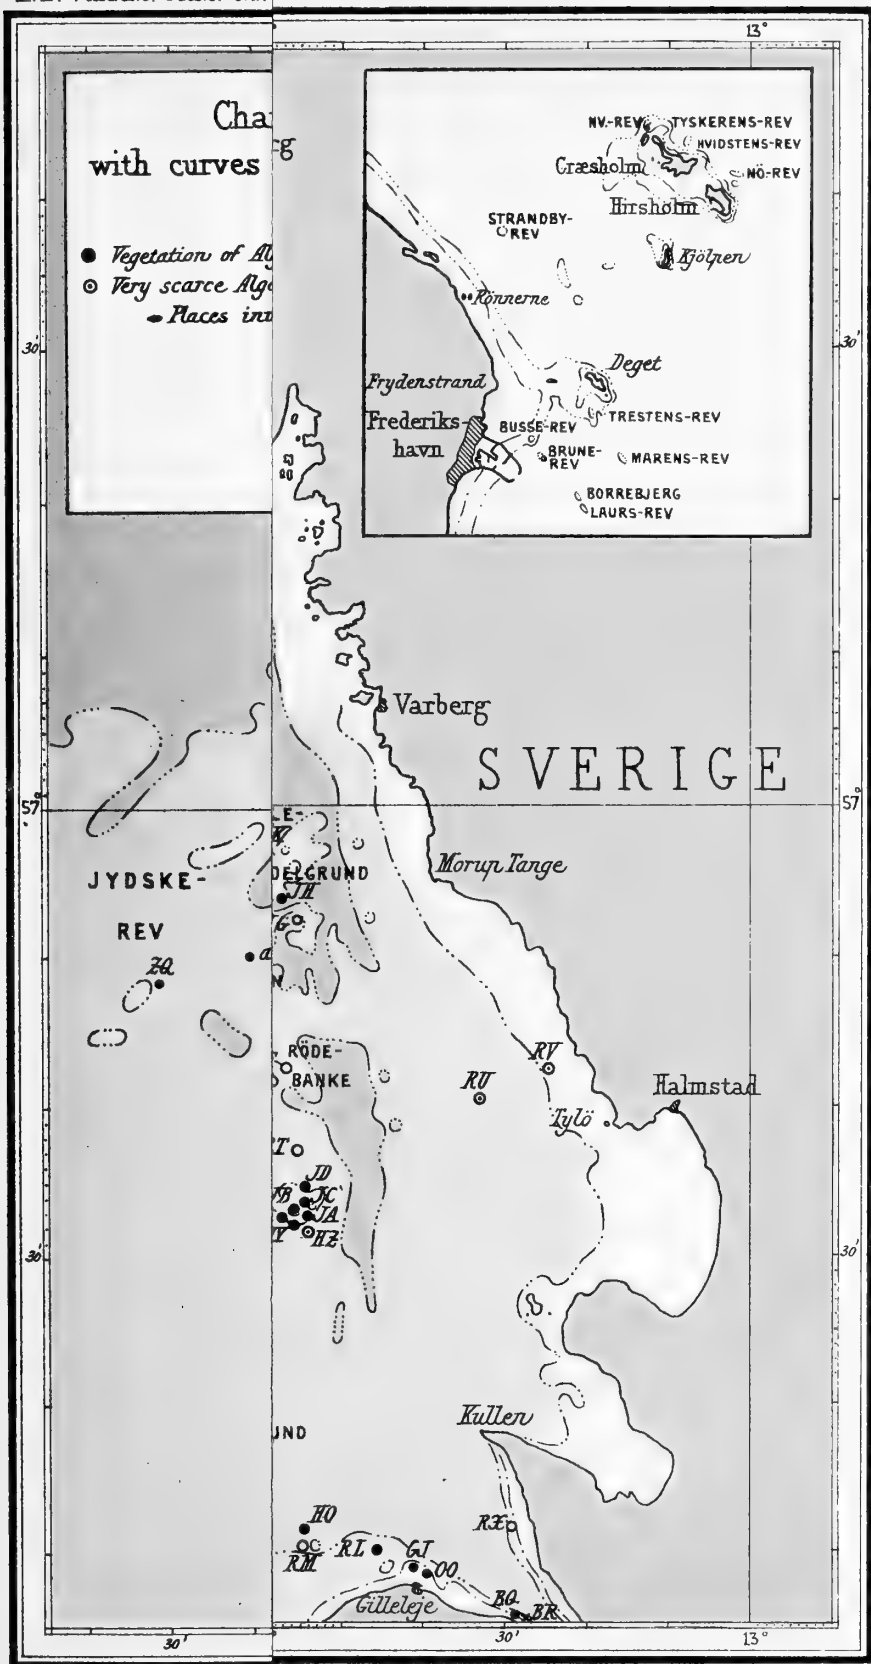 13°
Cha
with curves
g
Vegetation of Al
Very scarce Alg
Places in
30'
30'
NV.-REV
TYSKERENS-REV
HVIDSTENS-REV
Græsholm
NÖ-REV
Hirsholm
STRANDBY-
REV
Kjölpen
Rönnerne
Deget
Frydenstrand
TRESTENS-REV
Frederiks-
havn
BUSSE-REV
BRUNE-
REV
MARENS-REV
BORREBJERG
LAURS-REV
Varberg
SVERIGE
57°
57°
LE-
K
DELGRUND
Morup Tange
JYDSKE-
REV
JH
G
a
ZQ
N
RÖDE-
BANKE
RV
RU
Halmstad
Tylö
T
JD
B
JC
JA
Y
HZ
30'
30'
Kullen
UND
HO
RX
RM
RL
GJ
OO
Gilleleje
BQ
BR
30'
30'
13°